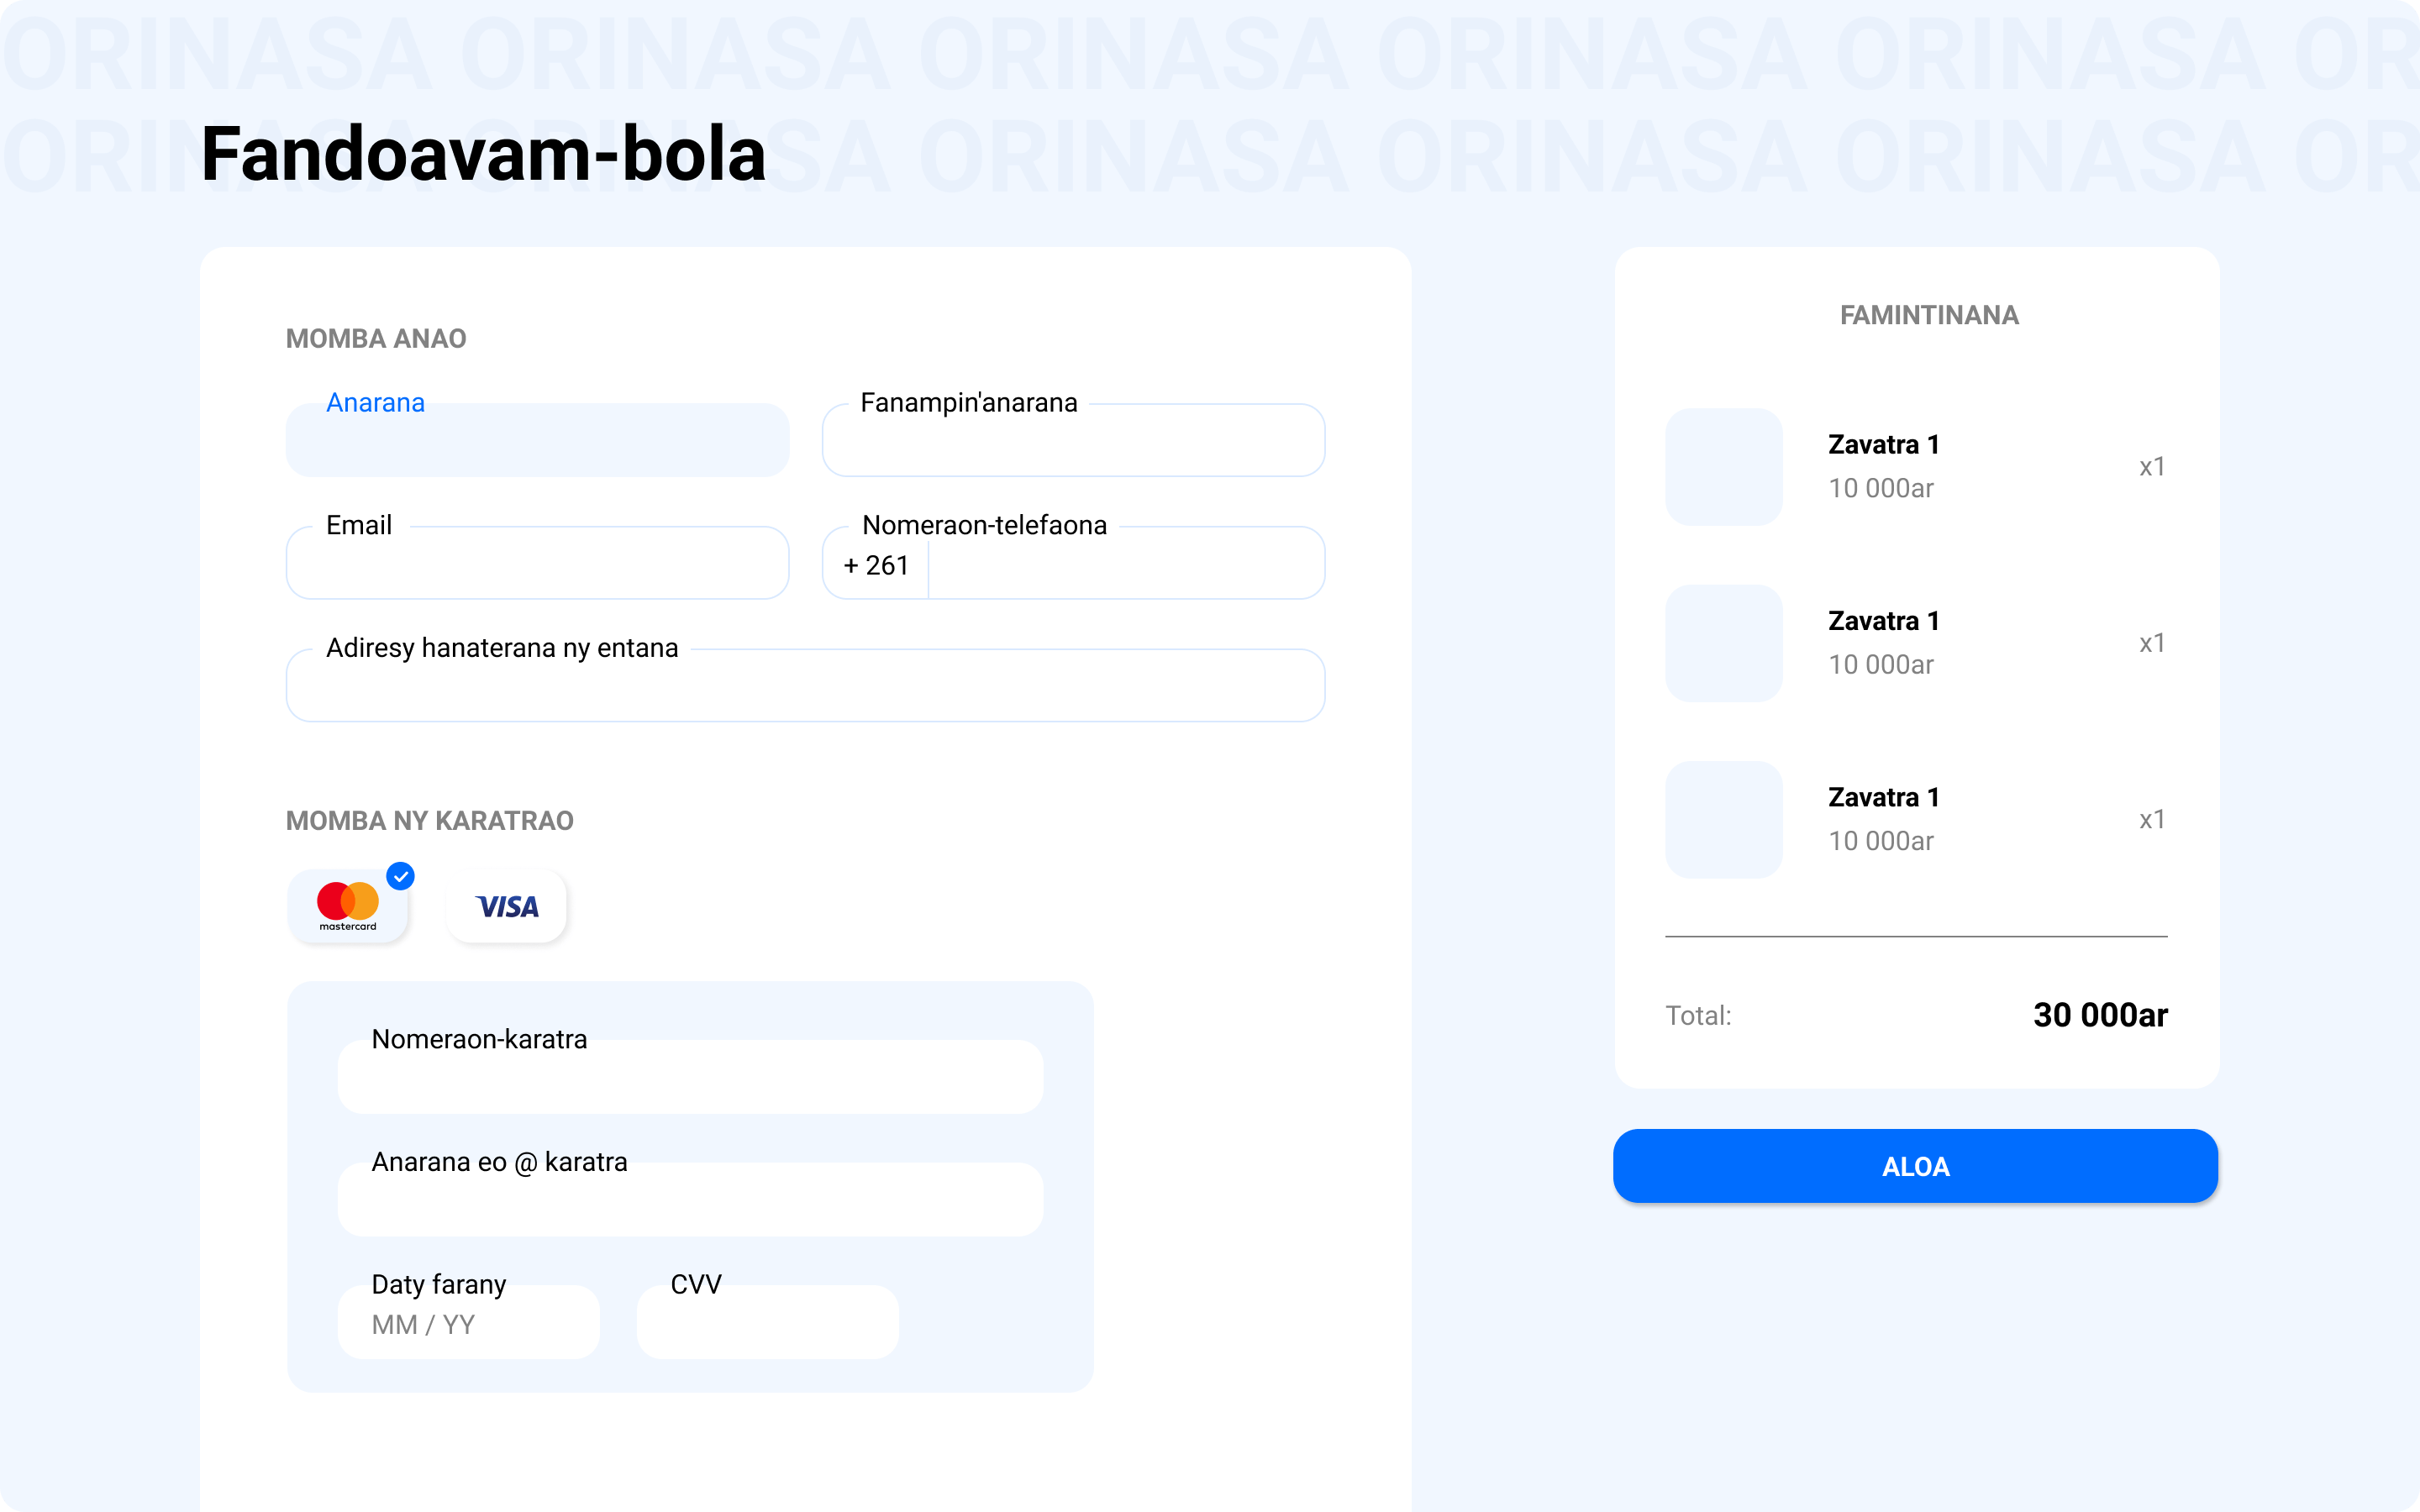 ORINASA ORINASA ORINASA ORINASA ORINASA OR
ORINASA ORINASA ORINASA ORINASA OR
Fandoavam-bola
MOMBA ANAO
Anarana
Fanampin'anarana
Email
Nomeraon-telefaona
+ 261
Adiresy hanaterana ny entana
MOMBA NY KARATRAO
mastercard
VISA
Nomeraon-karatra
Anarana eo @ karatra
Daty farany
MM / YY
CVV
FAMINTINANA
Zavatra 1
10 000ar
x1
Zavatra 1
10 000ar
x1
Zavatra 1
10 000ar
x1
Total:
30 000ar
ALOA